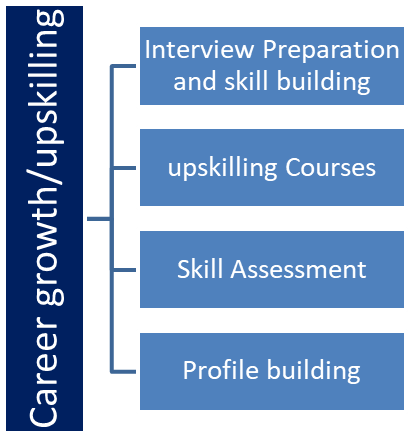 Career growth/upskilling
Interview Preparation
and skill building
upskilling Courses
Skill Assessment
Profile building